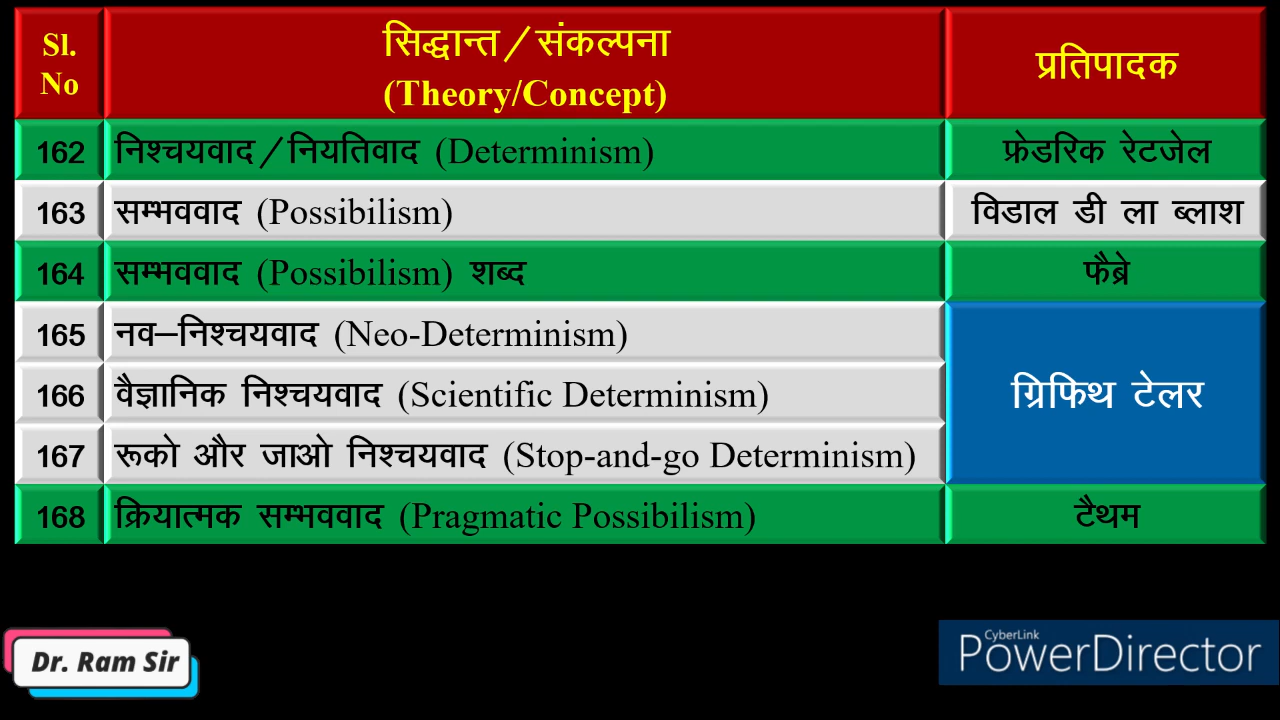 Sl. No
सिद्धान्त/संकल्पना
(Theory/Concept)
प्रतिपादक
162 निश्चयवाद/नियतिवाद (Determinism) फ्रेडरिक रेटजेल
163 सम्भववाद (Possibilism) विडाल डी ला ब्लाश
164 सम्भववाद (Possibilism) शब्द फैब्रे
165 नव–निश्चयवाद (Neo-Determinism)
166 वैज्ञानिक निश्चयवाद (Scientific Determinism) ग्रिफिथ टेलर
167 रूको और जाओ निश्चयवाद (Stop-and-go Determinism)
168 क्रियात्मक सम्भववाद (Pragmatic Possibilism) टैथम
Dr. Ram Sir
CyberLink
PowerDirector